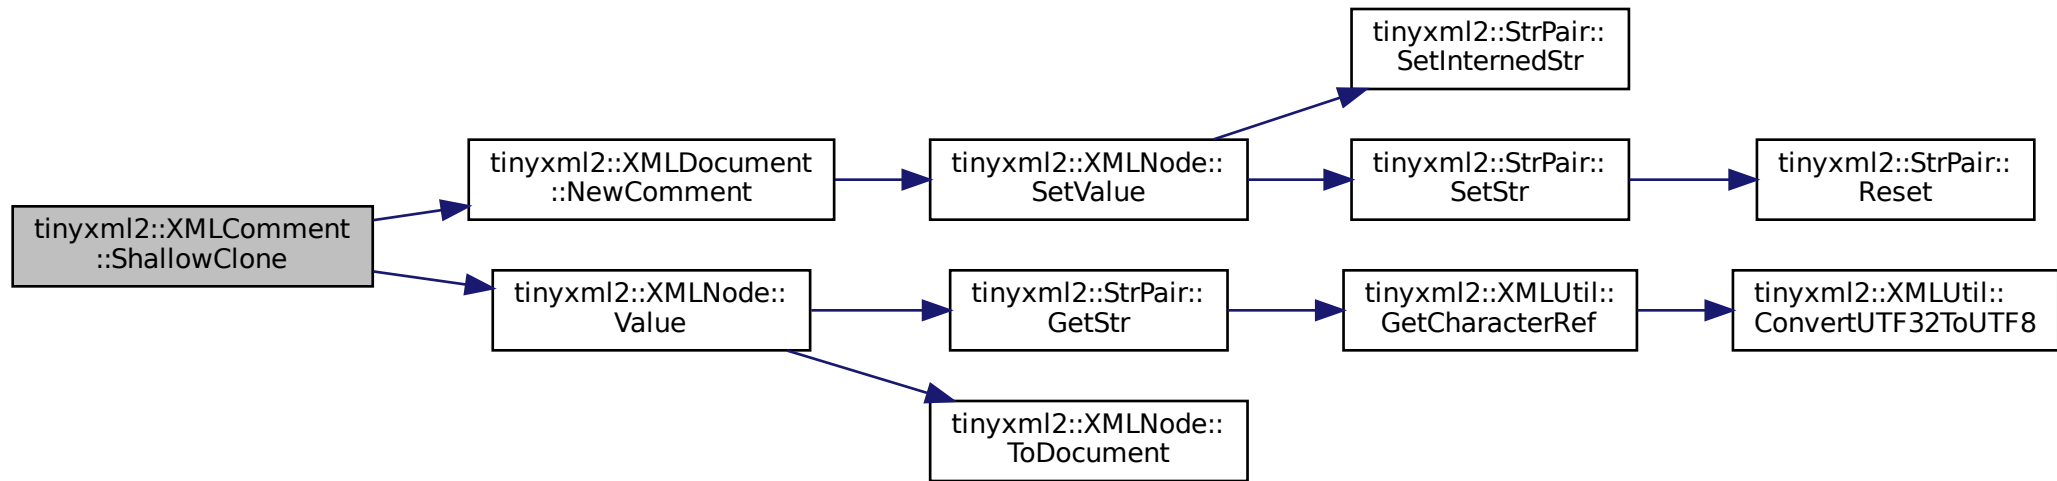 tinyxml2::XMLComment
::ShallowClone
tinyxml2::XMLDocument
::NewComment
tinyxml2::XMLNode::
SetValue
tinyxml2::StrPair::
SetInternedStr
tinyxml2::StrPair::
SetStr
tinyxml2::StrPair::
Reset
tinyxml2::XMLNode::
Value
tinyxml2::StrPair::
GetStr
tinyxml2::XMLUtil::
GetCharacterRef
tinyxml2::XMLUtil::
ConvertUTF32ToUTF8
tinyxml2::XMLNode::
ToDocument